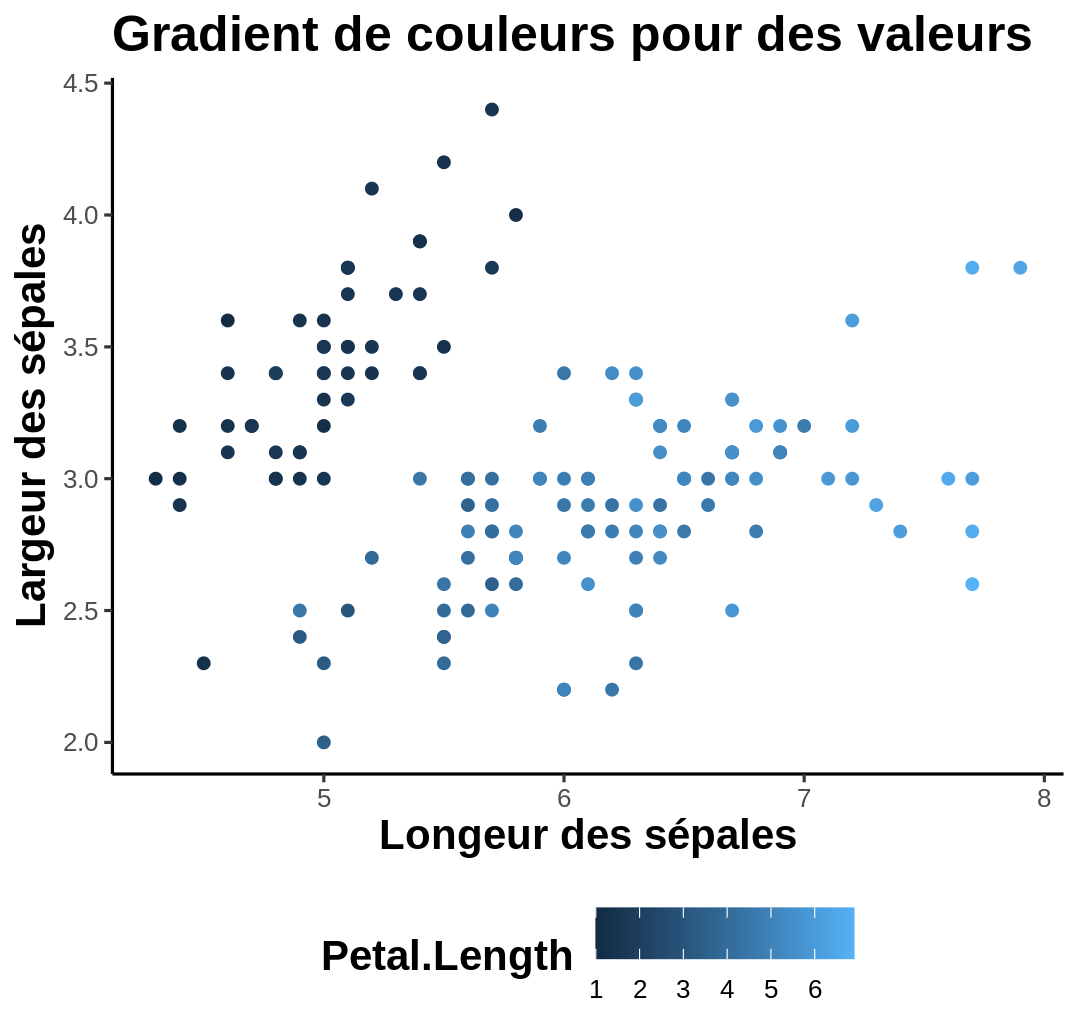 Gradient de couleurs pour des valeurs
4.5
4.0
3.5
3.0
2.5
2.0
Largeur des sépales
5 6 7 8
Longeur des sépales
Petal.Length
1 2 3 4 5 6